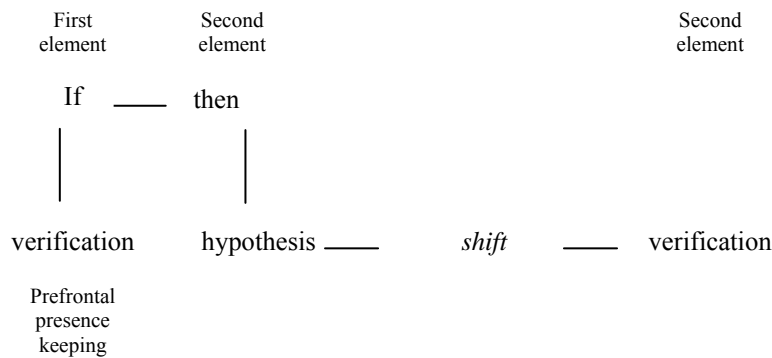 First
element
Second
element
Second
element
If
then
verification
hypothesis
shift
verification
Prefrontal
presence
keeping